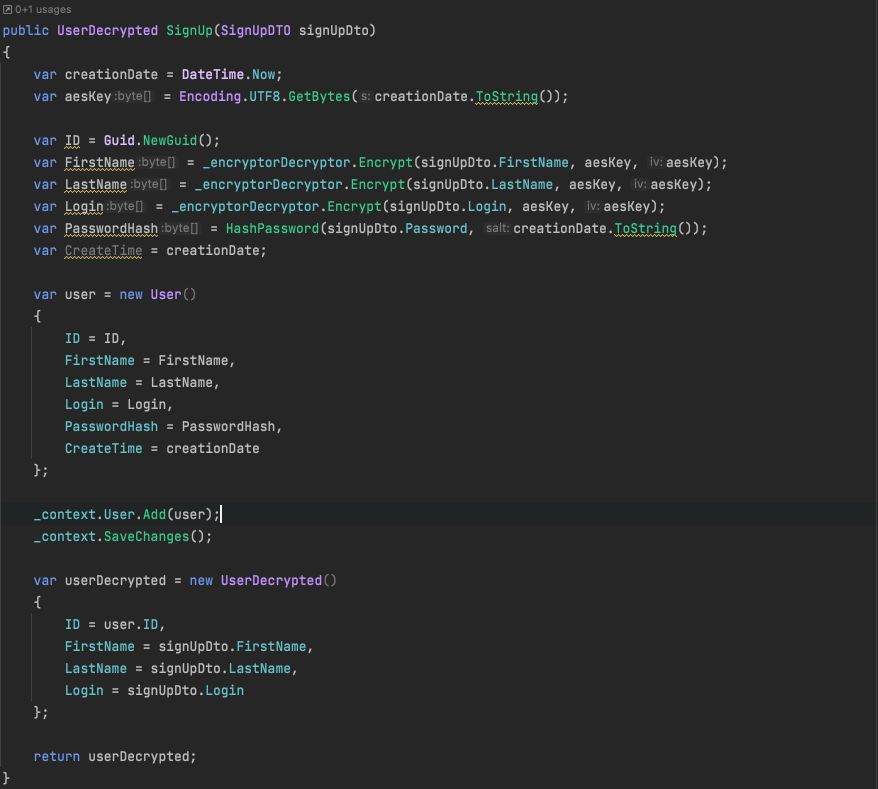 0+1 usages
public UserDecrypted SignUp(SignUpDTO signUpDto)
{
    var creationDate = DateTime.Now;
    var aesKey :byte[] = Encoding.UTF8.GetBytes( s: creationDate.ToString());

    var ID = Guid.NewGuid();
    var FirstName :byte[] = _encryptorDecryptor.Encrypt(signUpDto.FirstName, aesKey, iv: aesKey);
    var LastName :byte[] = _encryptorDecryptor.Encrypt(signUpDto.LastName, aesKey, iv: aesKey);
    var Login :byte[] = _encryptorDecryptor.Encrypt(signUpDto.Login, aesKey, iv: aesKey);
    var PasswordHash :byte[] = HashPassword(signUpDto.Password, salt: creationDate.ToString());
    var CreateTime = creationDate;

    var user = new User()
    {
        ID = ID,
        FirstName = FirstName,
        LastName = LastName,
        Login = Login,
        PasswordHash = PasswordHash,
        CreateTime = creationDate
    };

    _context.User.Add(user);
    _context.SaveChanges();

    var userDecrypted = new UserDecrypted()
    {
        ID = user.ID,
        FirstName = signUpDto.FirstName,
        LastName = signUpDto.LastName,
        Login = signUpDto.Login
    };

    return userDecrypted;
}